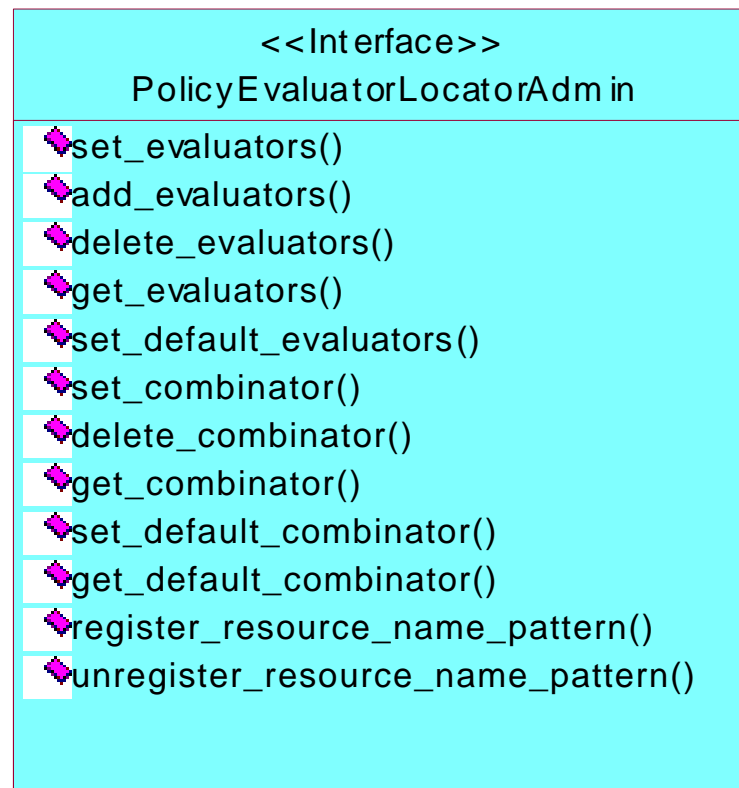 <<Interface>>
PolicyEvaluatorLocatorAdmin
set_evaluators()
add_evaluators()
delete_evaluators()
get_evaluators()
set_default_evaluators()
set_combinator()
delete_combinator()
get_combinator()
set_default_combinator()
get_default_combinator()
register_resource_name_pattern()
unregister_resource_name_pattern()